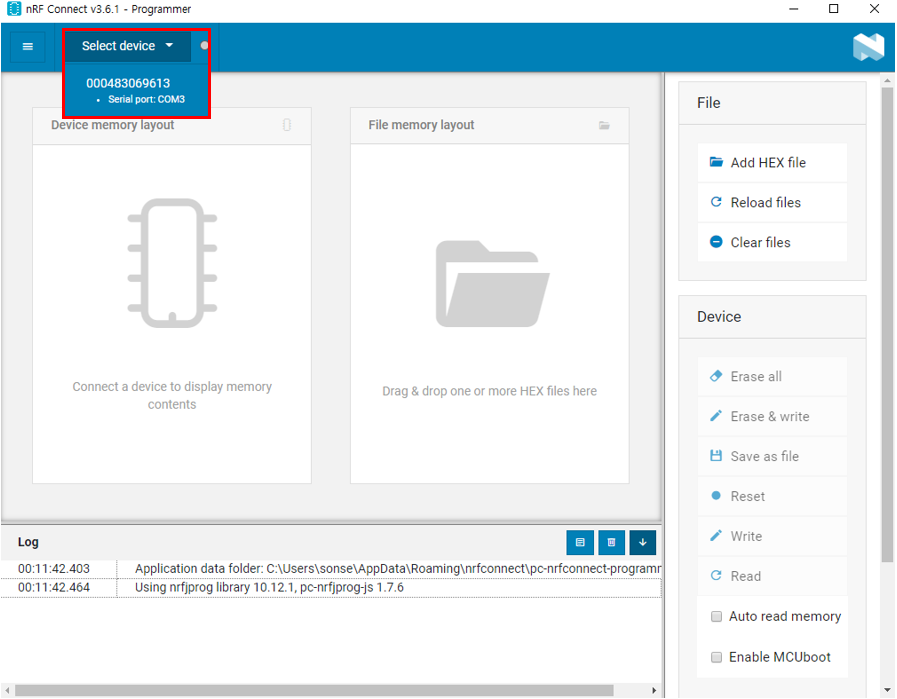 nRF Connect v3.6.1 - Programmer
Select device
000483069613
Serial port: COM3
Device memory layout
Connect a device to display memory
contents
File memory layout
Drag & drop one or more HEX files here
File
Add HEX file
Reload files
Clear files
Device
Erase all
Erase & write
Save as file
Reset
Write
Read
Auto read memory
Enable MCUboot
Log
00:11:42.403 Application data folder: C:\Users\sonse\AppData\Roaming\nrfconnect\pc-nrfconnect-programm
00:11:42.464 Using nrfjprog library 10.12.1, pc-nrfjprog-js 1.7.6